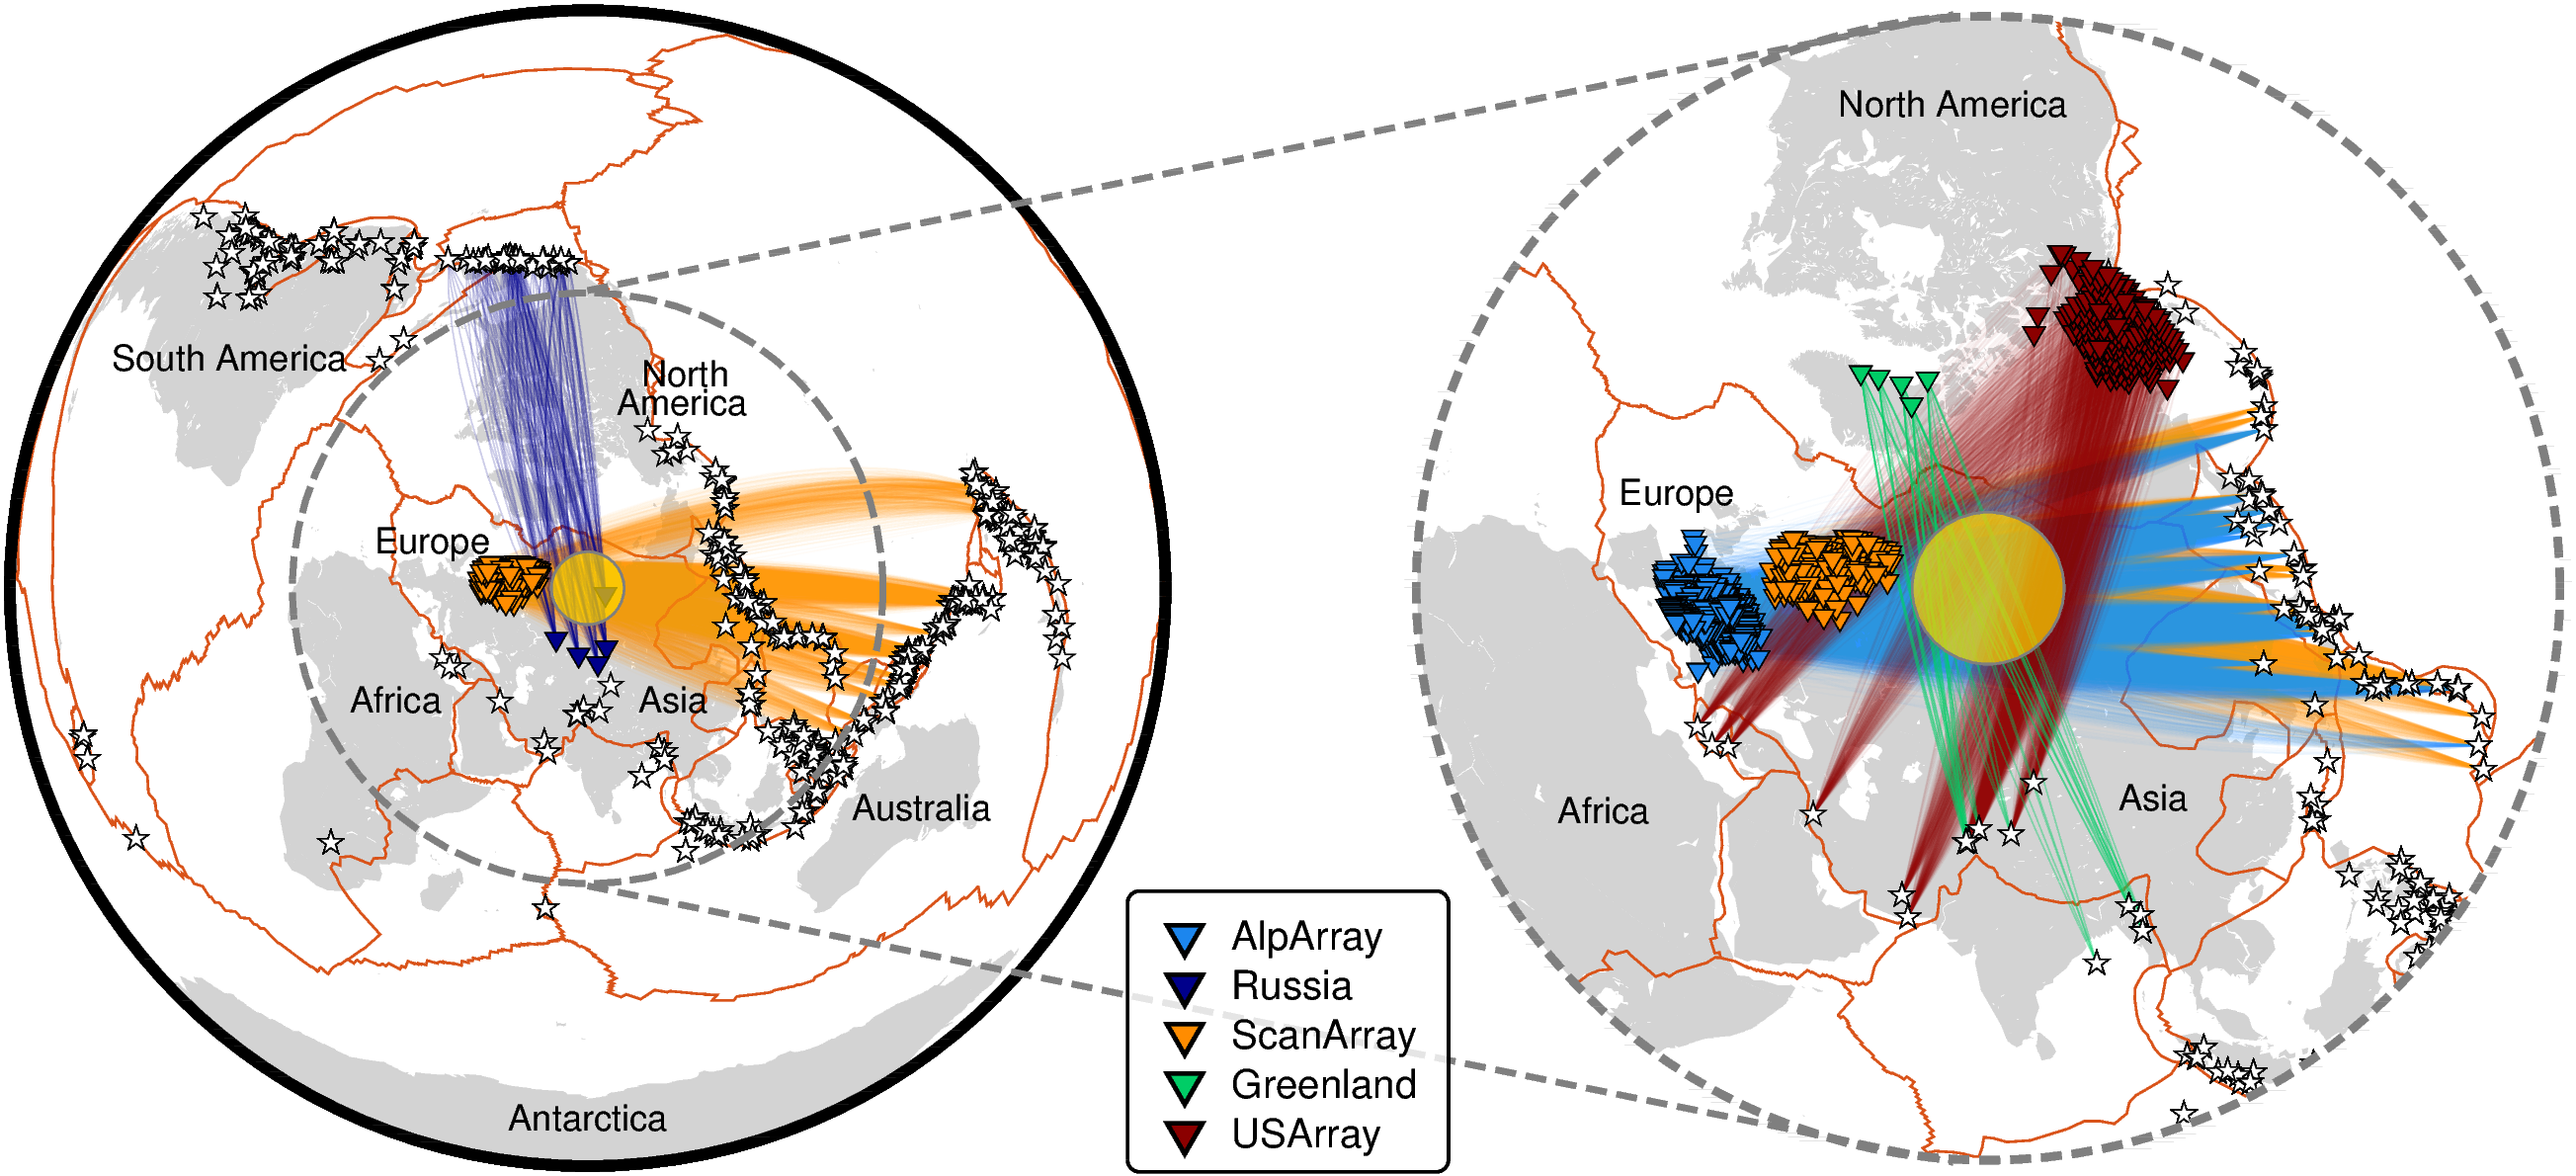 South America
North
America
Europe
Africa
Asia
Australia
Antarctica
North America
Europe
Africa
Asia
AlpArray
Russia
ScanArray
Greenland
USArray